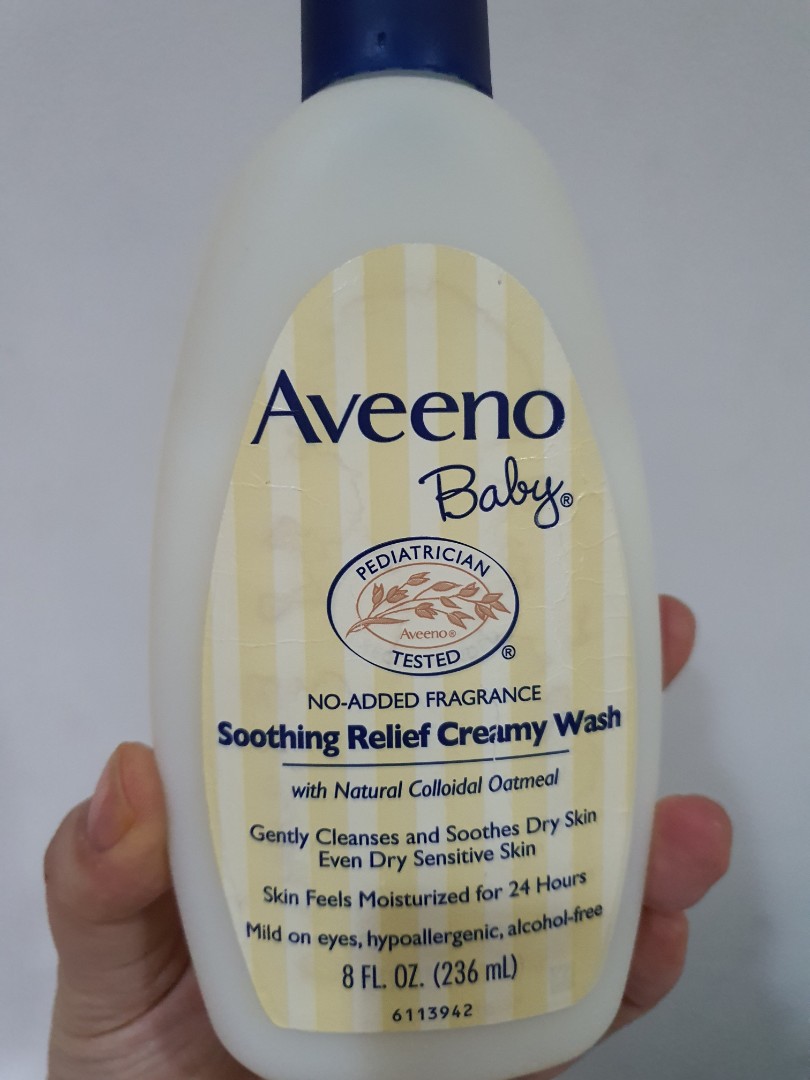 Aveeno
Baby®
PEDIATRICIAN
Aveeno®
TESTED ®
NO-ADDED FRAGRANCE
Soothing Relief Creamy Wash
with Natural Colloidal Oatmeal
Gently Cleanses and Soothes Dry Skin
Even Dry Sensitive Skin
Skin Feels Moisturized for 24 Hours
Mild on eyes, hypoallergenic, alcohol-free
8 FL. OZ. (236 mL)
6113942